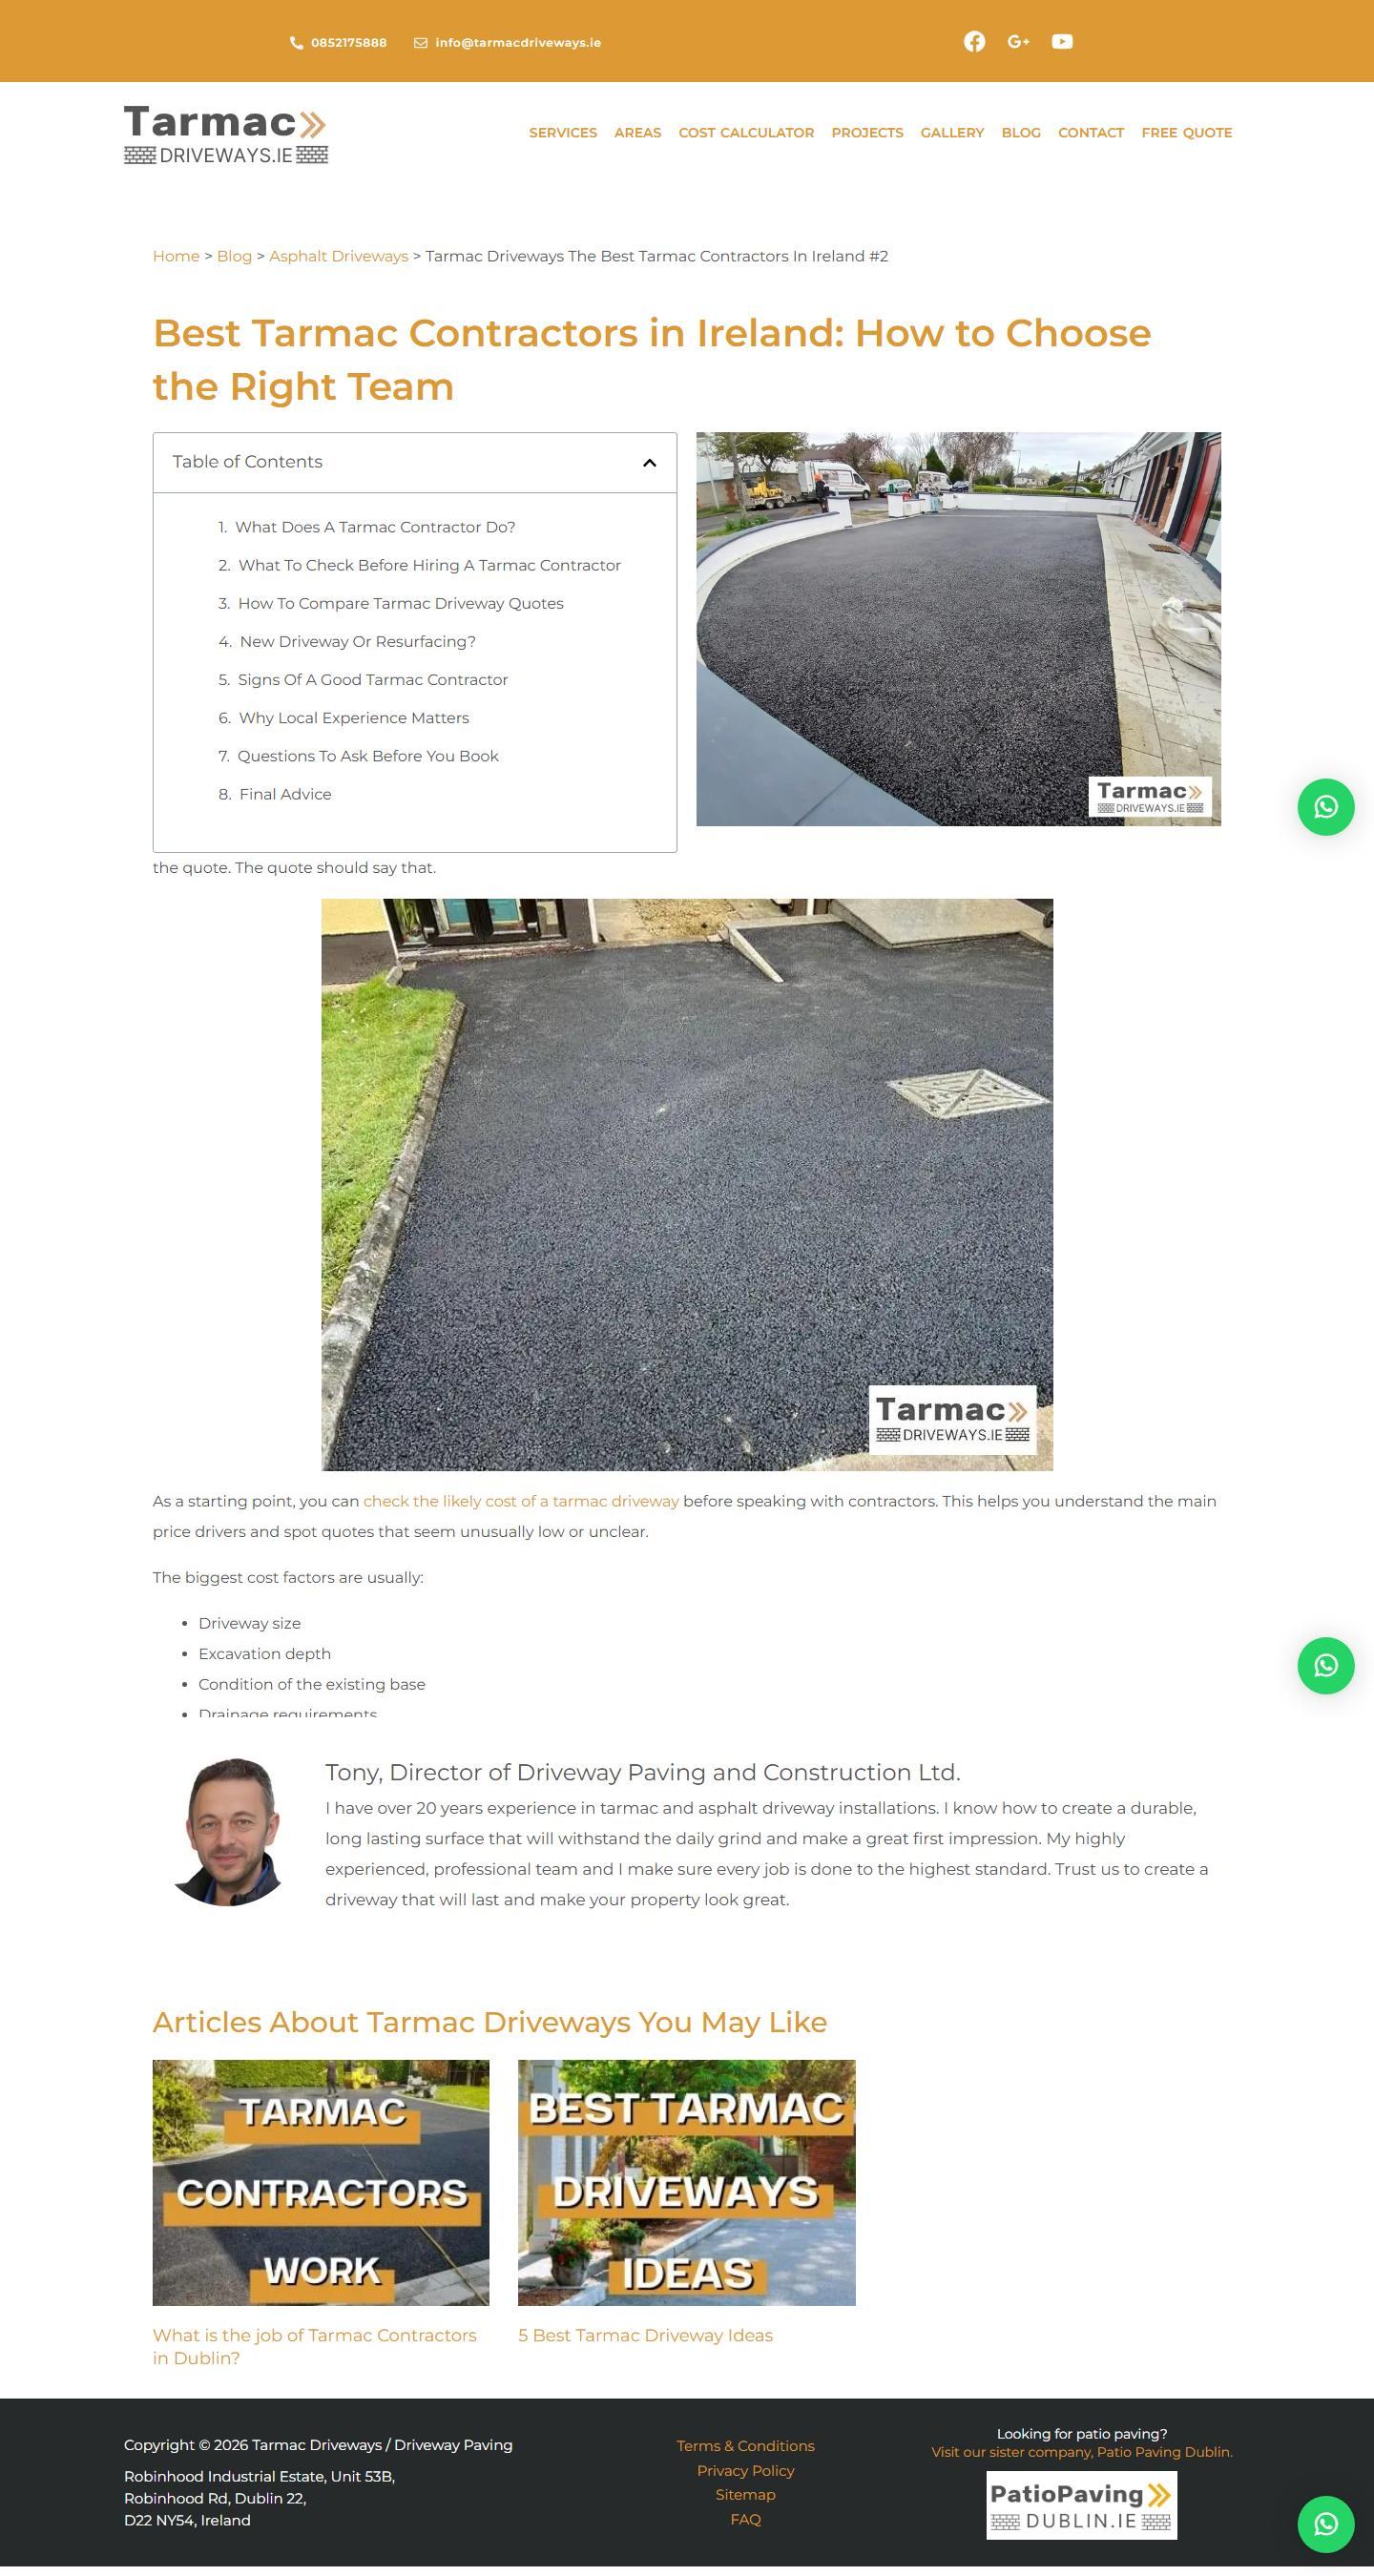 0852175888
info@tarmacdriveways.ie
Tarmac
DRIVEWAYS.IE
SERVICES AREAS COST CALCULATOR PROJECTS GALLERY BLOG CONTACT FREE QUOTE
Home > Blog > Asphalt Driveways > Tarmac Driveways The Best Tarmac Contractors In Ireland #2
Best Tarmac Contractors in Ireland: How to Choose
the Right Team
Table of Contents
1. What Does A Tarmac Contractor Do?
2. What To Check Before Hiring A Tarmac Contractor
3. How To Compare Tarmac Driveway Quotes
4. New Driveway Or Resurfacing?
5. Signs Of A Good Tarmac Contractor
6. Why Local Experience Matters
7. Questions To Ask Before You Book
8. Final Advice
Tarmac
DRIVEWAYS.IE
the quote. The quote should say that.
Tarmac
DRIVEWAYS.IE
As a starting point, you can check the likely cost of a tarmac driveway before speaking with contractors. This helps you understand the main
price drivers and spot quotes that seem unusually low or unclear.
The biggest cost factors are usually:
• Driveway size
• Excavation depth
• Condition of the existing base
• Drainage requirements
Tony, Director of Driveway Paving and Construction Ltd.
I have over 20 years experience in tarmac and asphalt driveway installations. I know how to create a durable,
long lasting surface that will withstand the daily grind and make a great first impression. My highly
experienced, professional team and I make sure every job is done to the highest standard. Trust us to create a
driveway that will last and make your property look great.
Articles About Tarmac Driveways You May Like
TARMAC
CONTRACTORS
WORK
BEST TARMAC
DRIVEWAYS
IDEAS
What is the job of Tarmac Contractors
in Dublin?
5 Best Tarmac Driveway Ideas
Copyright © 2026 Tarmac Driveways / Driveway Paving
Robinhood Industrial Estate, Unit 53B,
Robinhood Rd, Dublin 22,
D22 NY54, Ireland
Terms & Conditions
Privacy Policy
Sitemap
FAQ
Looking for patio paving?
Visit our sister company, Patio Paving Dublin.
PatioPaving
DUBLIN.IE